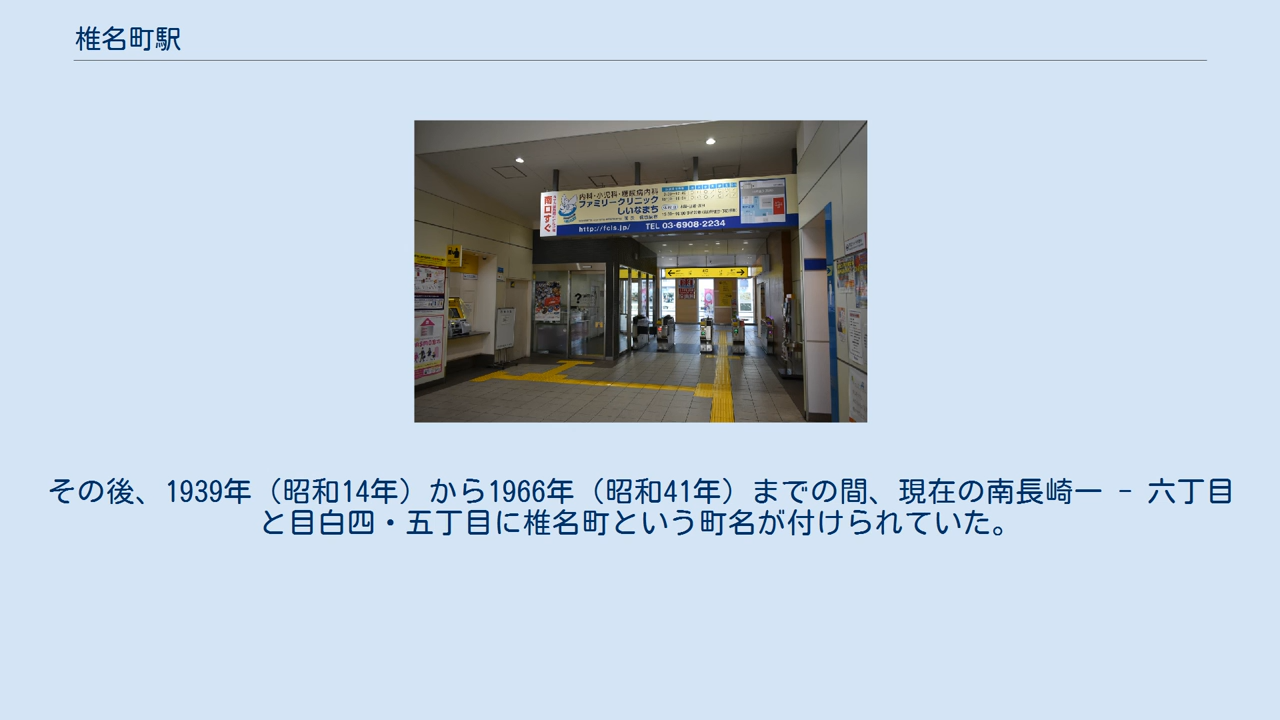 椎名町駅
南口すぐ
内科・小児科・糖尿病内科
ファミリークリニック
しいなまち
http://fcls.jp/ TEL 03-6908-2234
その後、1939年（昭和14年）から1966年（昭和41年）までの間、現在の南長崎一 - 六丁目
と目白四・五丁目に椎名町という町名が付けられていた。